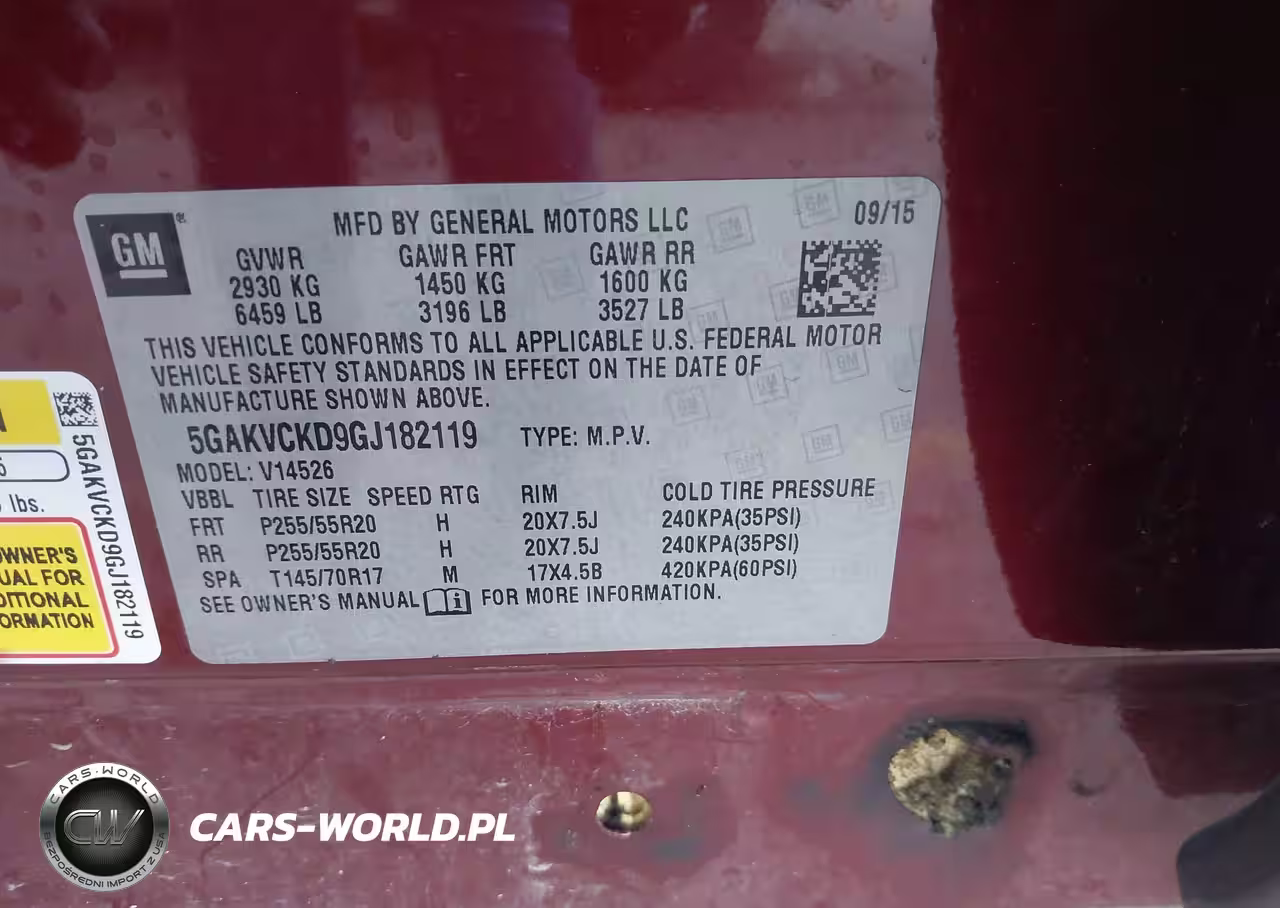 GM®
MFD BY GENERAL MOTORS LLC 09/15
GVWR GAWR FRT GAWR RR
2930 KG 1450 KG 1600 KG
6459 LB 3196 LB 3527 LB
THIS VEHICLE CONFORMS TO ALL APPLICABLE U.S. FEDERAL MOTOR
VEHICLE SAFETY STANDARDS IN EFFECT ON THE DATE OF
MANUFACTURE SHOWN ABOVE.
5GAKVCKD9GJ182119 TYPE: M.P.V.
MODEL: V14526
VBBL TIRE SIZE SPEED RTG RIM COLD TIRE PRESSURE
FRT P255/55R20 H 20X7.5J 240KPA(35PSI)
RR P255/55R20 H 20X7.5J 240KPA(35PSI)
SPA T145/70R17 M 17X4.5B 420KPA(60PSI)
SEE OWNER'S MANUAL FOR MORE INFORMATION.
lbs.
OWNER'S
UAL FOR
DITIONAL
ORMATION
5GAKVCKD9GJ182119
CARS-WORLD
CW
BEZPOŚREDNI IMPORT Z USA
CARS-WORLD.PL